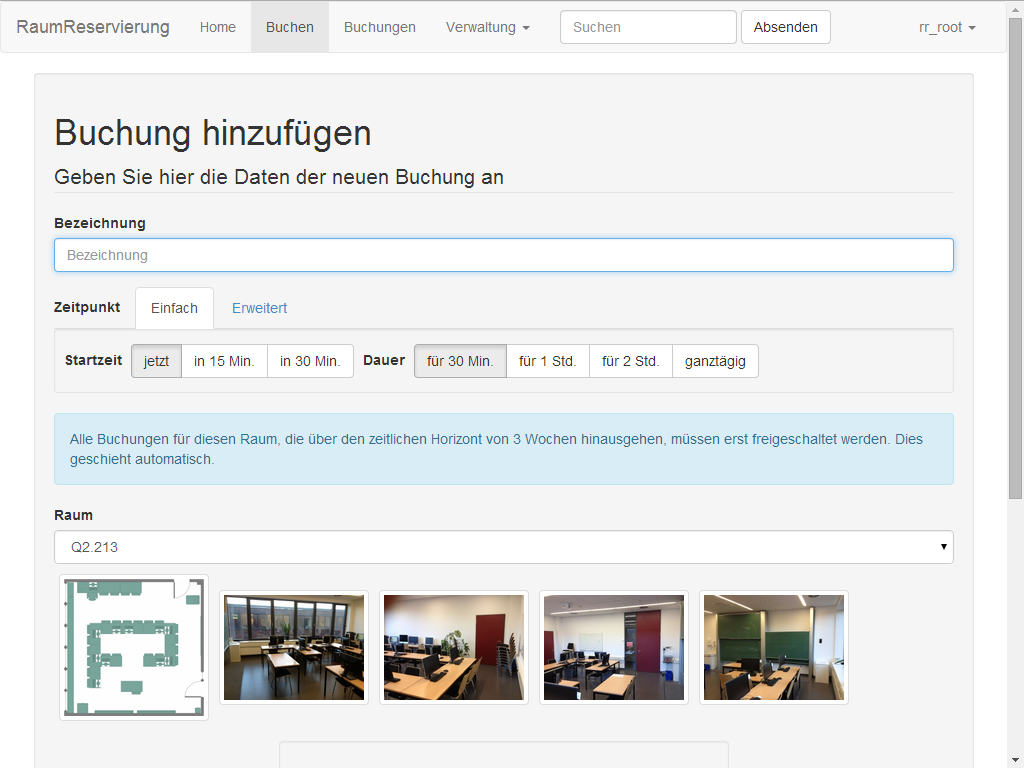 RaumReservierung Home Buchen Buchungen Verwaltung Suchen Absenden rr_root
Buchung hinzufügen
Geben Sie hier die Daten der neuen Buchung an
Bezeichnung
Bezeichnung
Zeitpunkt Einfach Erweitert
Startzeit jetzt in 15 Min. in 30 Min. Dauer für 30 Min. für 1 Std. für 2 Std. ganztägig
Alle Buchungen für diesen Raum, die über den zeitlichen Horizont von 3 Wochen hinausgehen, müssen erst freigeschaltet werden. Dies
geschieht automatisch.
Raum
Q2.213